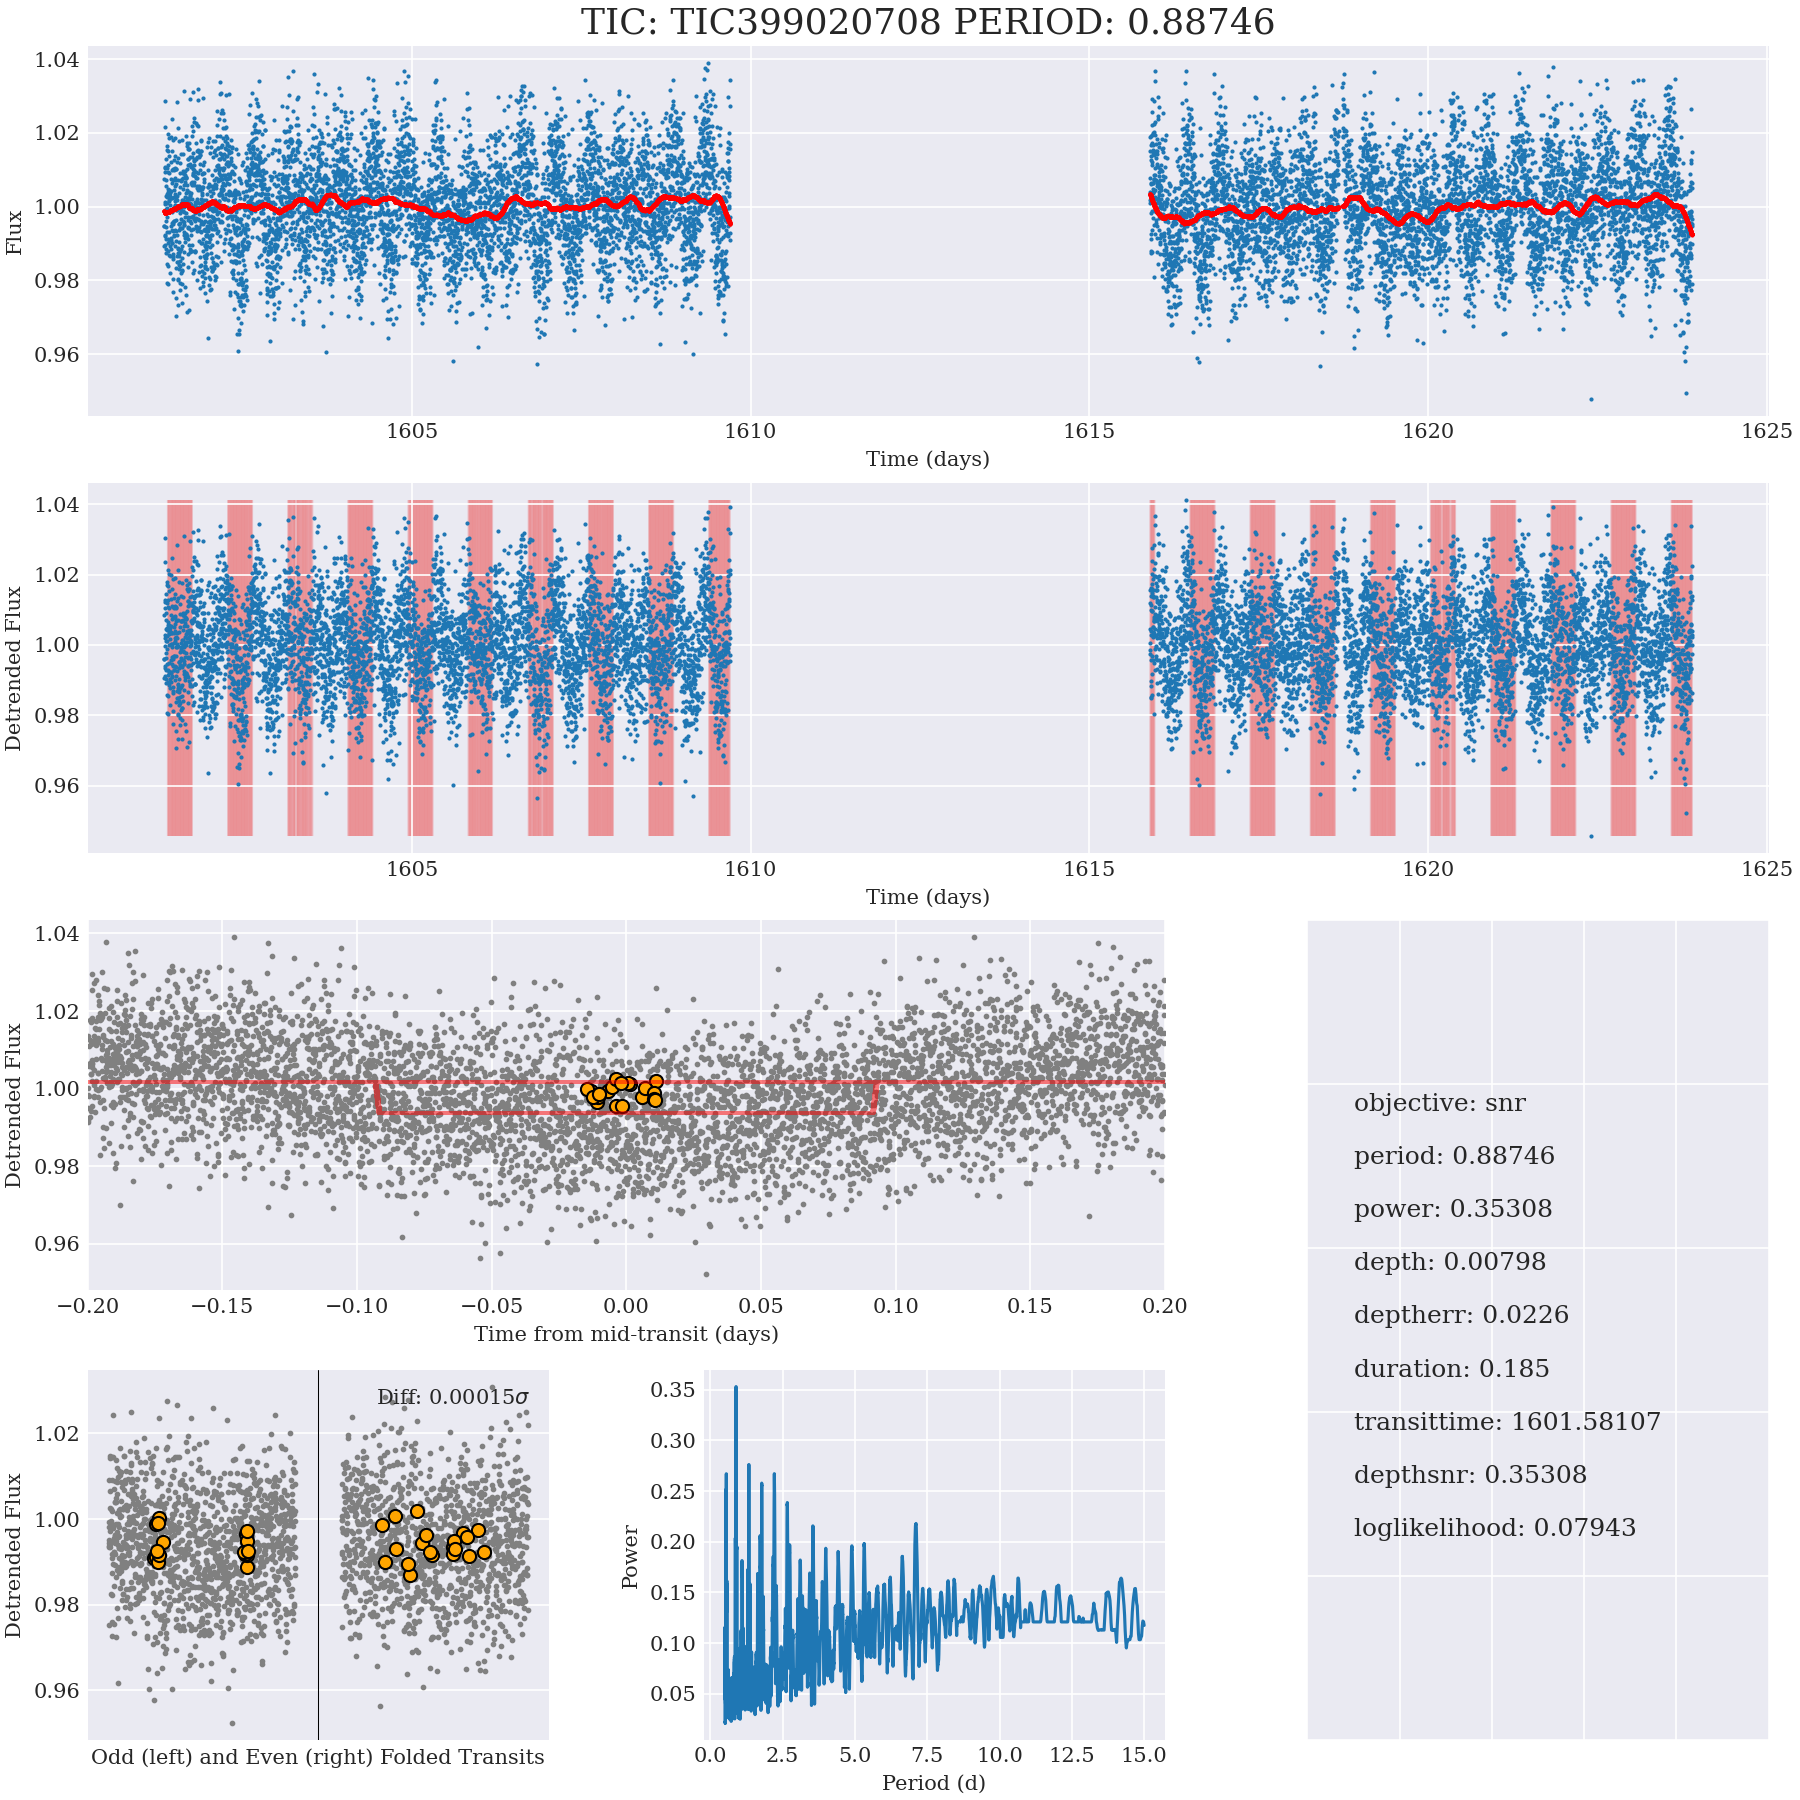 TIC: TIC399020708 PERIOD: 0.88746
1.04
1.02
1.00
0.98
0.96
Flux
1605
1610
1615
1620
1625
Time (days)
1.04
1.02
1.00
0.98
0.96
Detrended Flux
1605
1610
1615
1620
1625
Time (days)
1.04
1.02
1.00
0.98
0.96
Detrended Flux
−0.20
−0.15
−0.10
−0.05
0.00
0.05
0.10
0.15
0.20
Time from mid-transit (days)
objective: snr
period: 0.88746
power: 0.35308
depth: 0.00798
deptherr: 0.0226
duration: 0.185
transittime: 1601.58107
depthsnr: 0.35308
loglikelihood: 0.07943
Diff: 0.00015σ
1.02
1.00
0.98
0.96
Detrended Flux
Odd (left) and Even (right) Folded Transits
0.35
0.30
0.25
0.20
0.15
0.10
0.05
Power
0.0
2.5
5.0
7.5
10.0
12.5
15.0
Period (d)